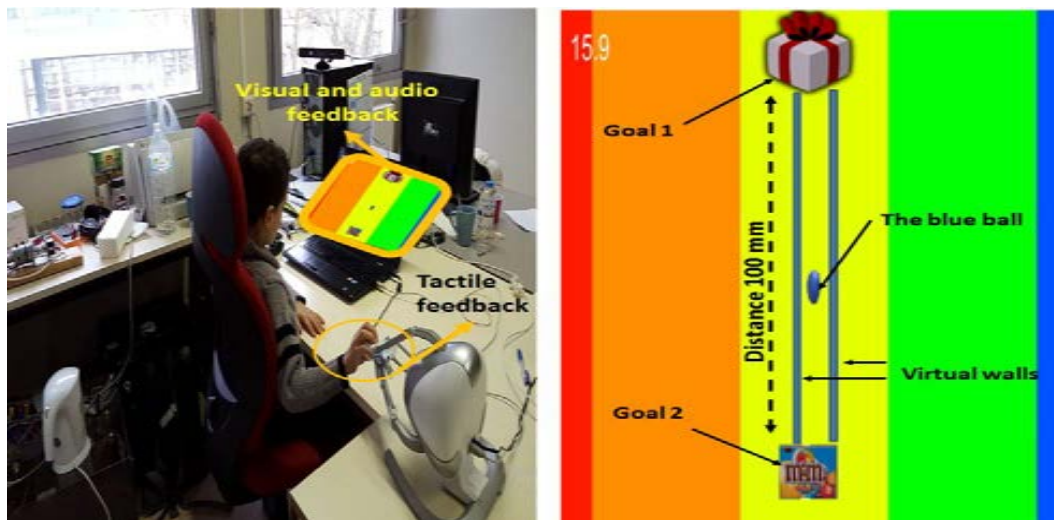 Visual and audio
feedback
Tactile
feedback
15.9
Goal 1
Distance 100 mm
The blue ball
Virtual walls
Goal 2
m&m's